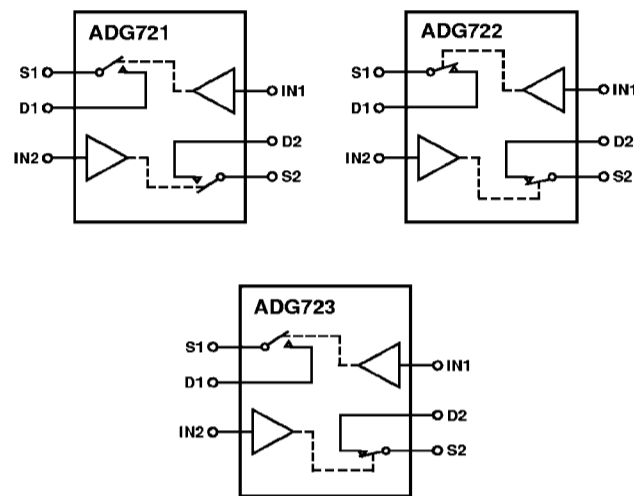 ADG721
S1
D1
IN1
D2
IN2
S2
ADG722
S1
D1
IN1
D2
IN2
S2
ADG723
S1
D1
IN1
D2
IN2
S2